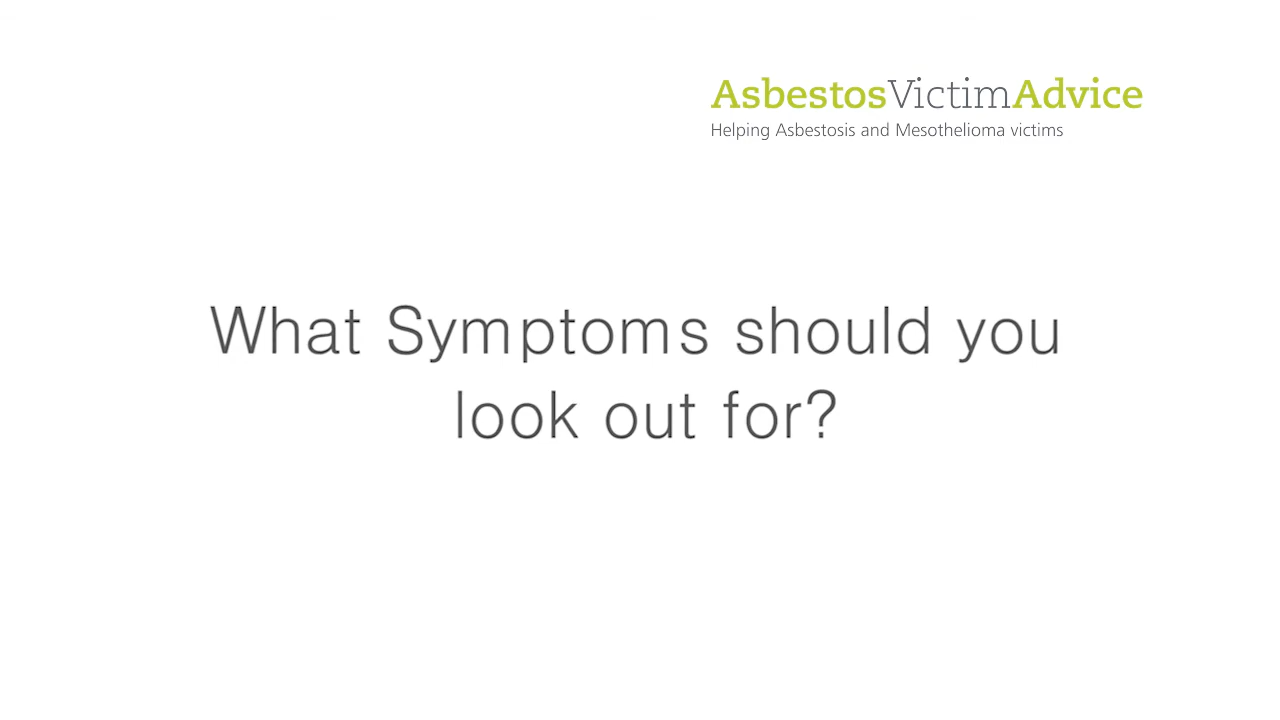 AsbestosVictimAdvice
Helping Asbestosis and Mesothelioma victims
What Symptoms should you
look out for?